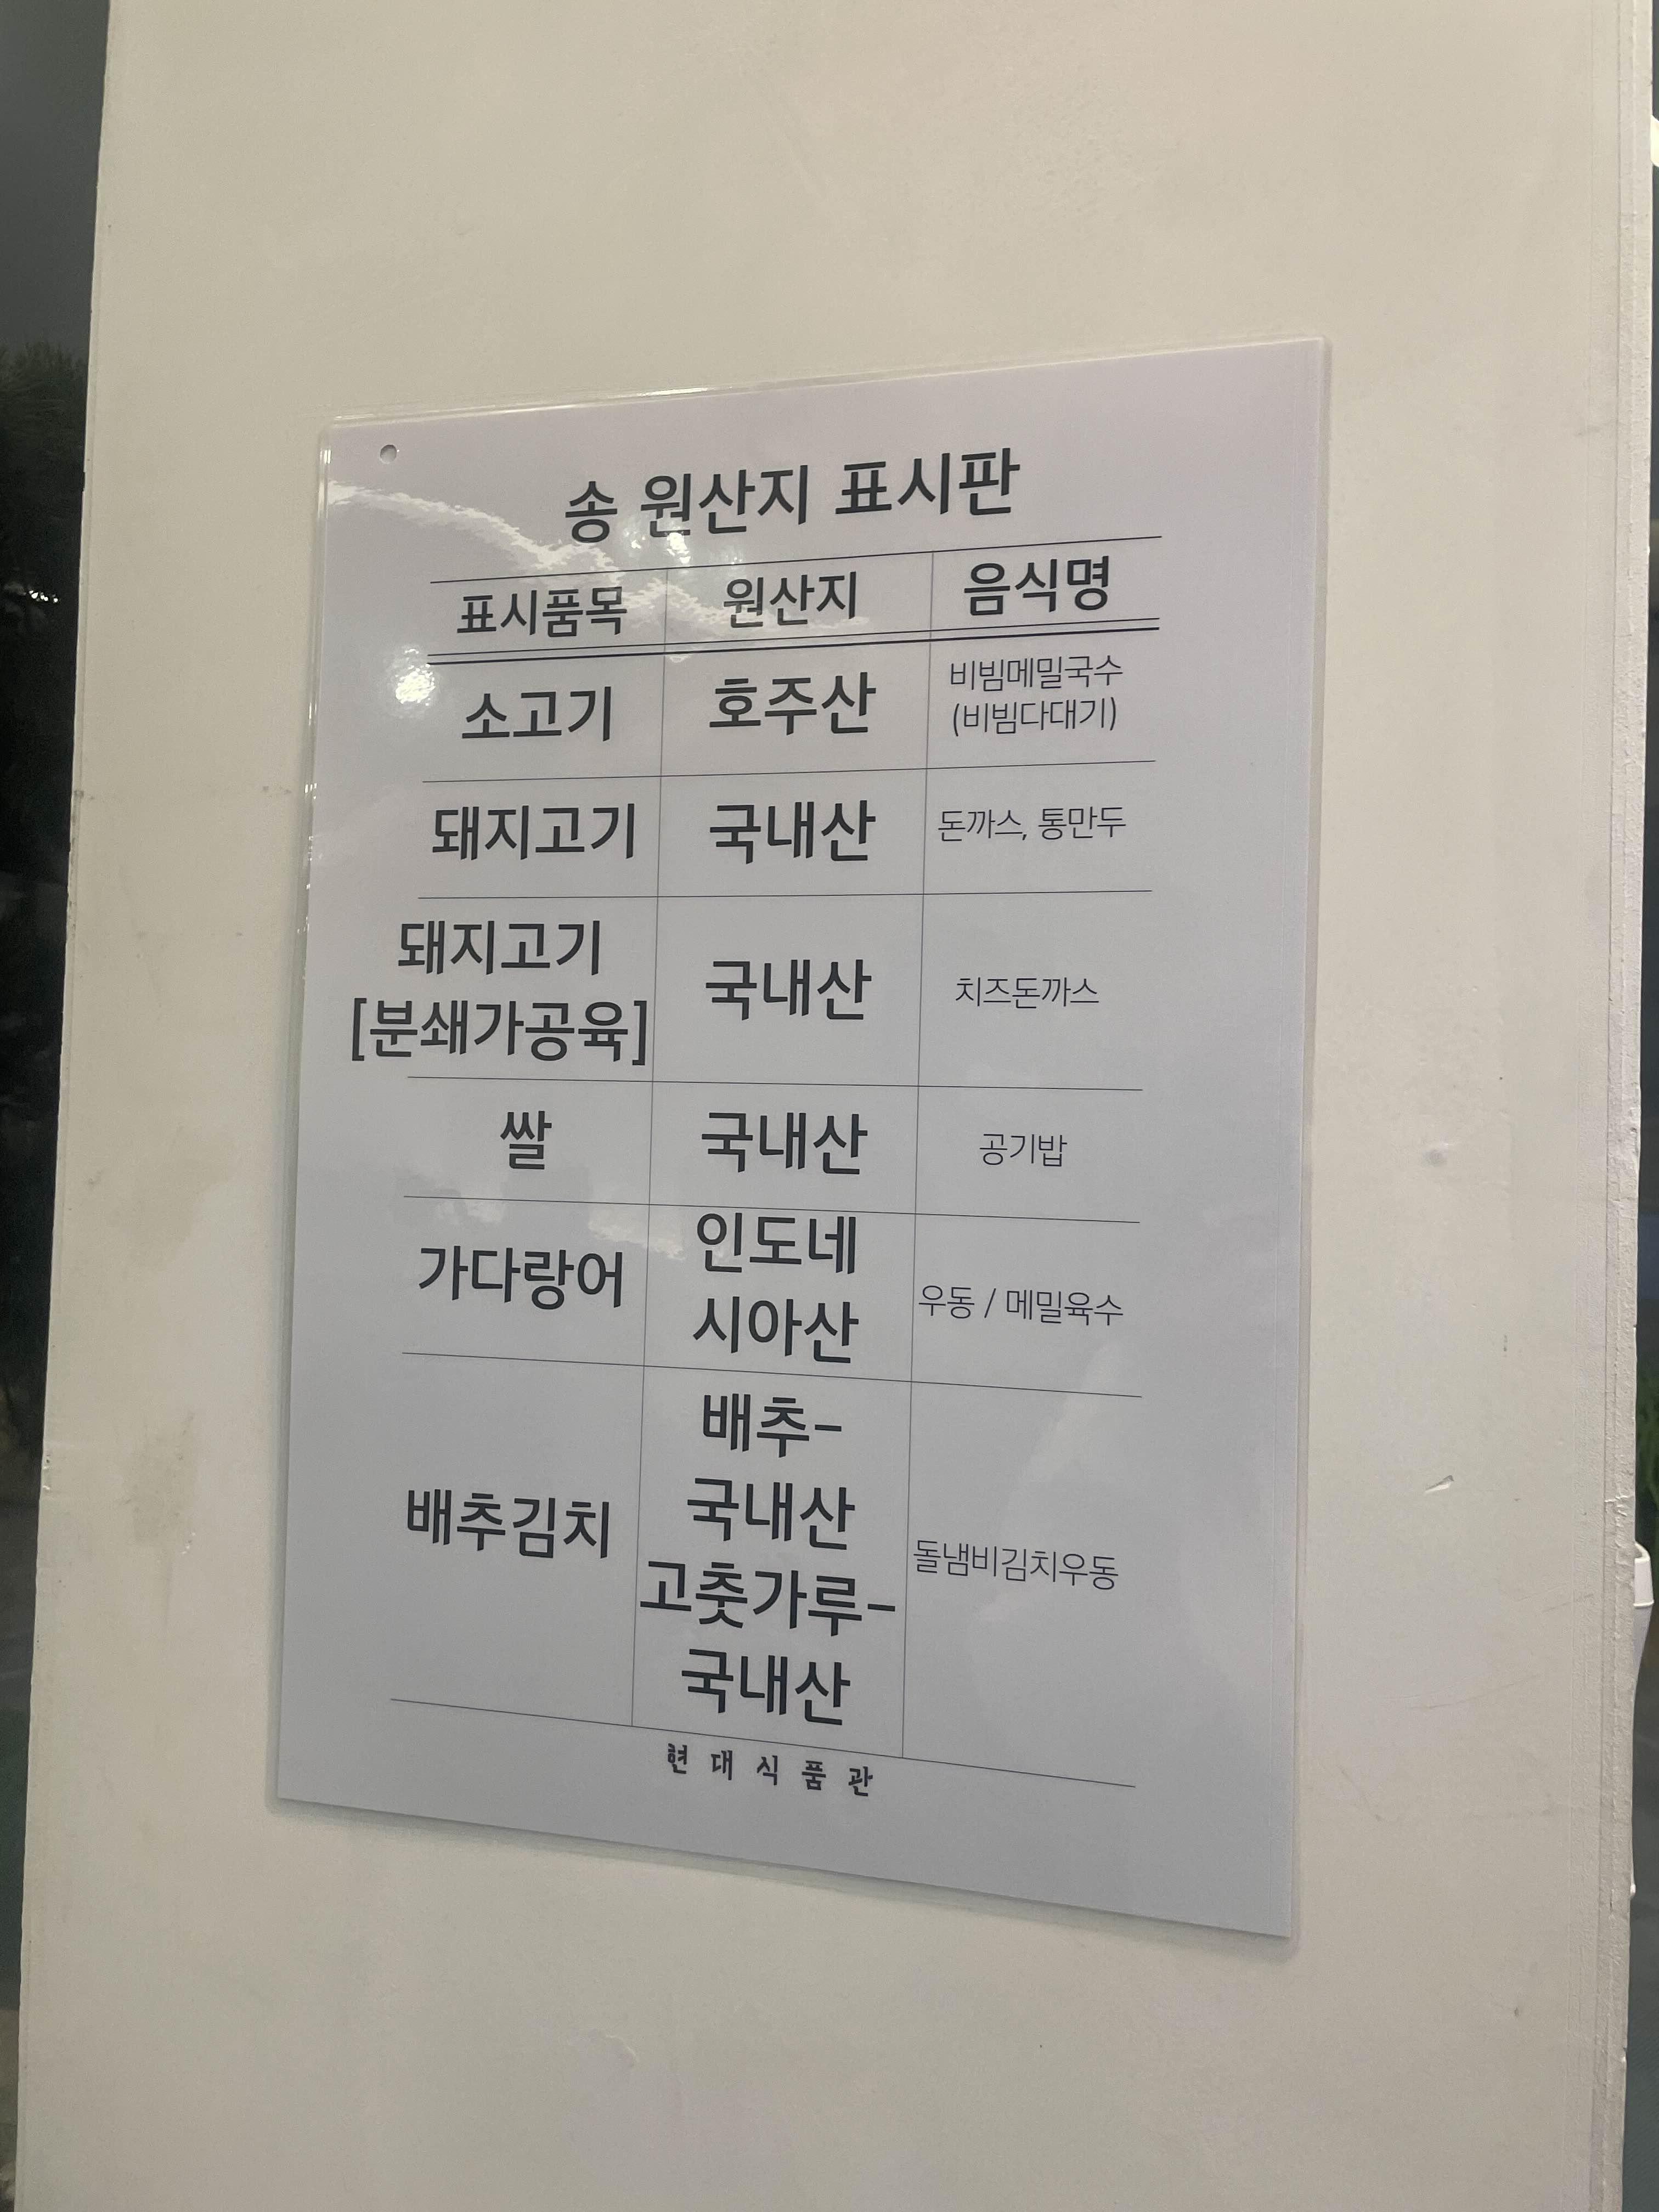 송 원산지 표시판
표시품목 원산지 음식명
소고기 호주산 비빔메밀국수
(비빔다대기)
돼지고기 국내산 돈까스, 통만두
돼지고기
[분쇄가공육] 국내산 치즈돈까스
쌀 국내산 공기밥
가다랑어 인도네
시아산 우동 / 메밀육수
배추김치 배추-
국내산
고춧가루-
국내산 돌냄비김치우동
현대식품관